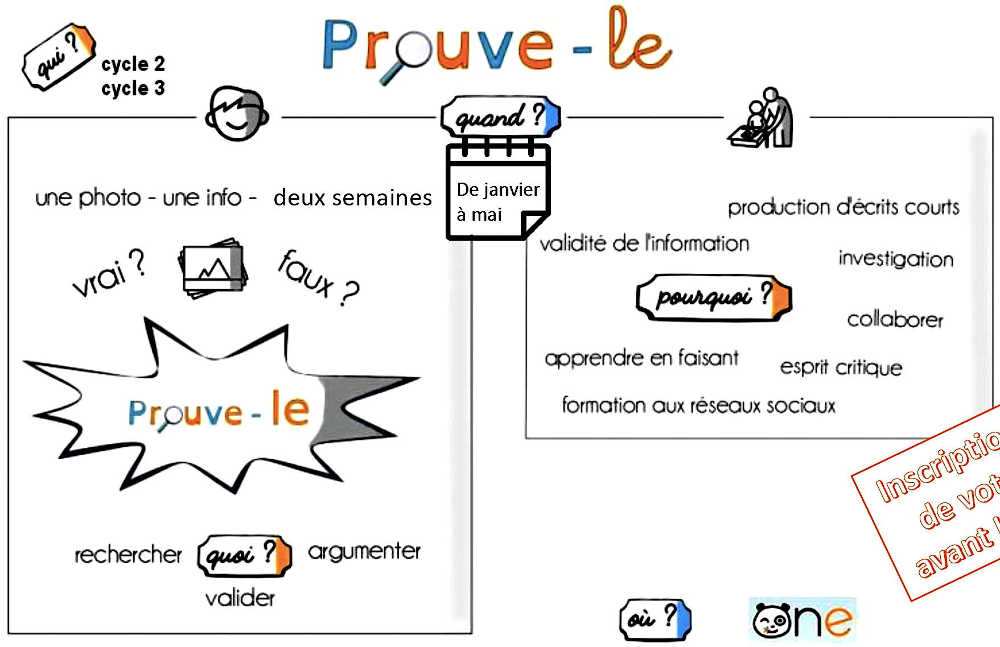 Prouve - le
qui ?
cycle 2
cycle 3
quand ?
De janvier
à mai
une photo - une info - deux semaines
vrai ?
faux ?
Prouve - le
rechercher
quoi ?
argumenter
valider
production d'écrits courts
validité de l'information
investigation
pourquoi ?
collaborer
apprendre en faisant
esprit critique
formation aux réseaux sociaux
de
avant
où ?
One